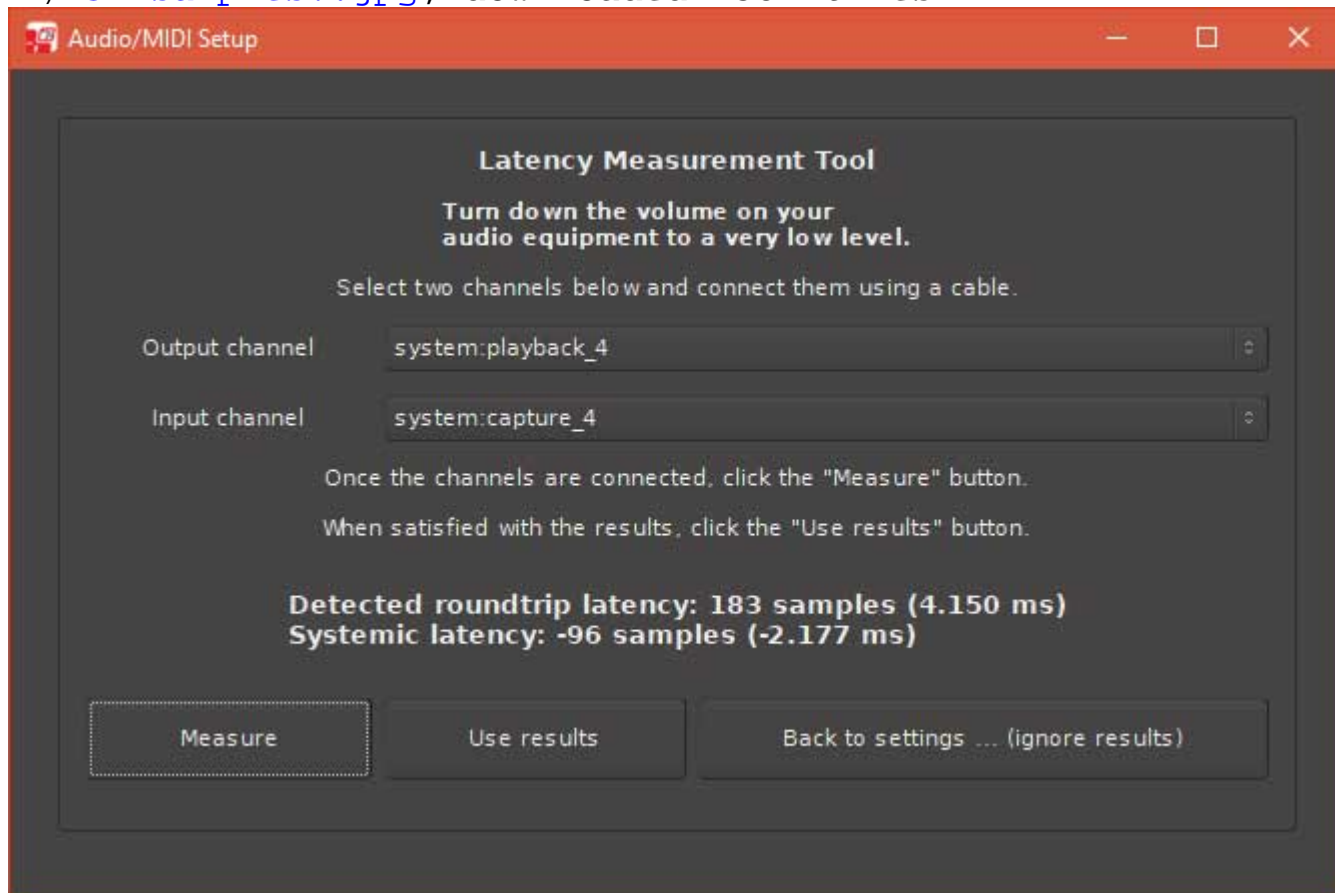 Audio/MIDI Setup
Latency Measurement Tool
Turn down the volume on your
audio equipment to a very low level.
Select two channels below and connect them using a cable.
Output channel system:playback_4
Input channel system:capture_4
Once the channels are connected, click the "Measure" button.
When satisfied with the results, click the "Use results" button.
Detected roundtrip latency: 183 samples (4.150 ms)
Systemic latency: -96 samples (-2.177 ms)
Measure Use results Back to settings ... (ignore results)